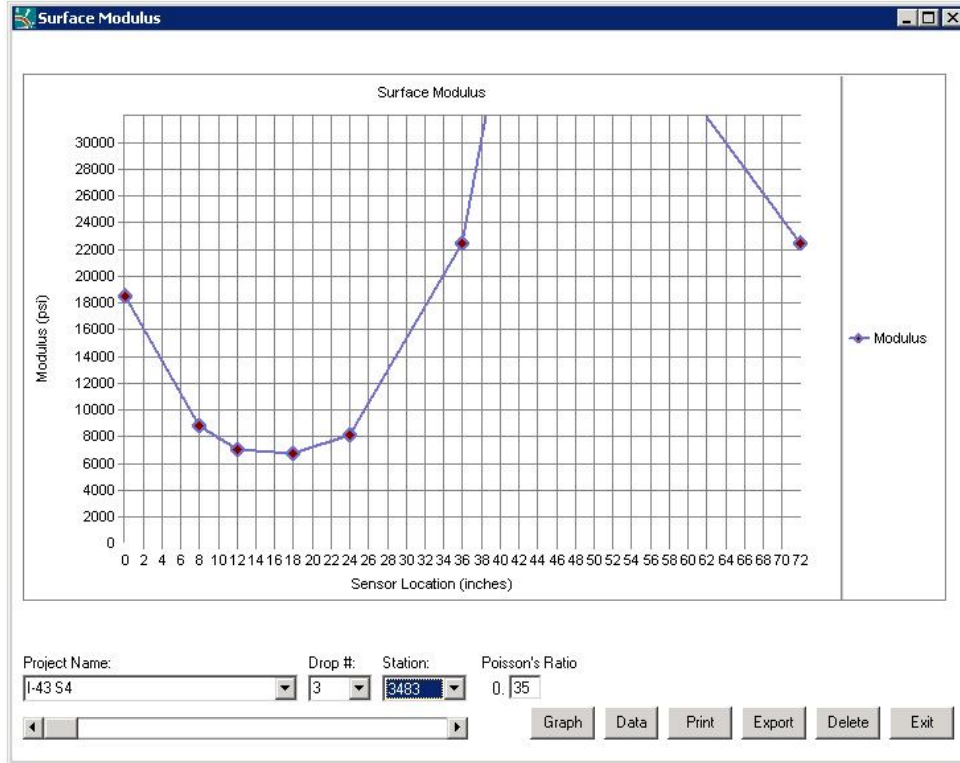 Surface Modulus
Surface Modulus
30000
28000
26000
24000
22000
20000
18000
16000
14000
12000
10000
8000
6000
4000
2000
0
Modulus (psi)
0 2 4 6 8 10 12 14 16 18 20 22 24 26 28 30 32 34 36 38 40 42 44 46 48 50 52 54 56 58 60 62 64 66 68 70 72
Sensor Location (inches)
Modulus
Project Name: Drop #: Station: Poisson's Ratio
I-43 S4 3 3483 0. 35
Graph Data Print Export Delete Exit